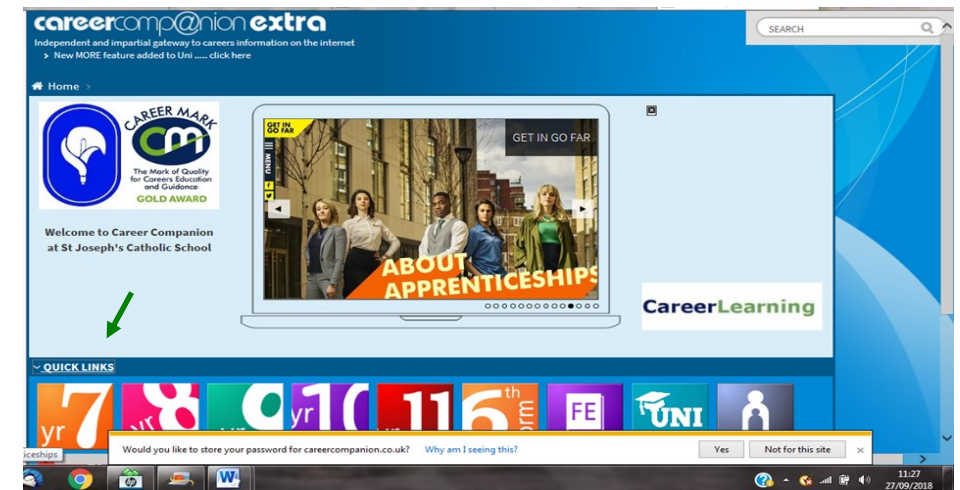 careercomp@nion extra
Independent and impartial gateway to careers information on the internet
> New MORE feature added to Uni ..... click here
SEARCH
Home >
CAREER MARK
cm
The Mark of Quality
for Careers Education
and Guidance
GOLD AWARD
Welcome to Career Companion
at St Joseph's Catholic School
GET IN
GO FAR
MENU
GET IN GO FAR
ABOUT
APPRENTICESHIPS
CareerLearning
QUICK LINKS
yr 7
yr 8
yr 9
yr 10
11
6th form
FE
UNI
iceships
Would you like to store your password for careercompanion.co.uk? Why am I seeing this? Yes Not for this site x
11:27
27/09/2018